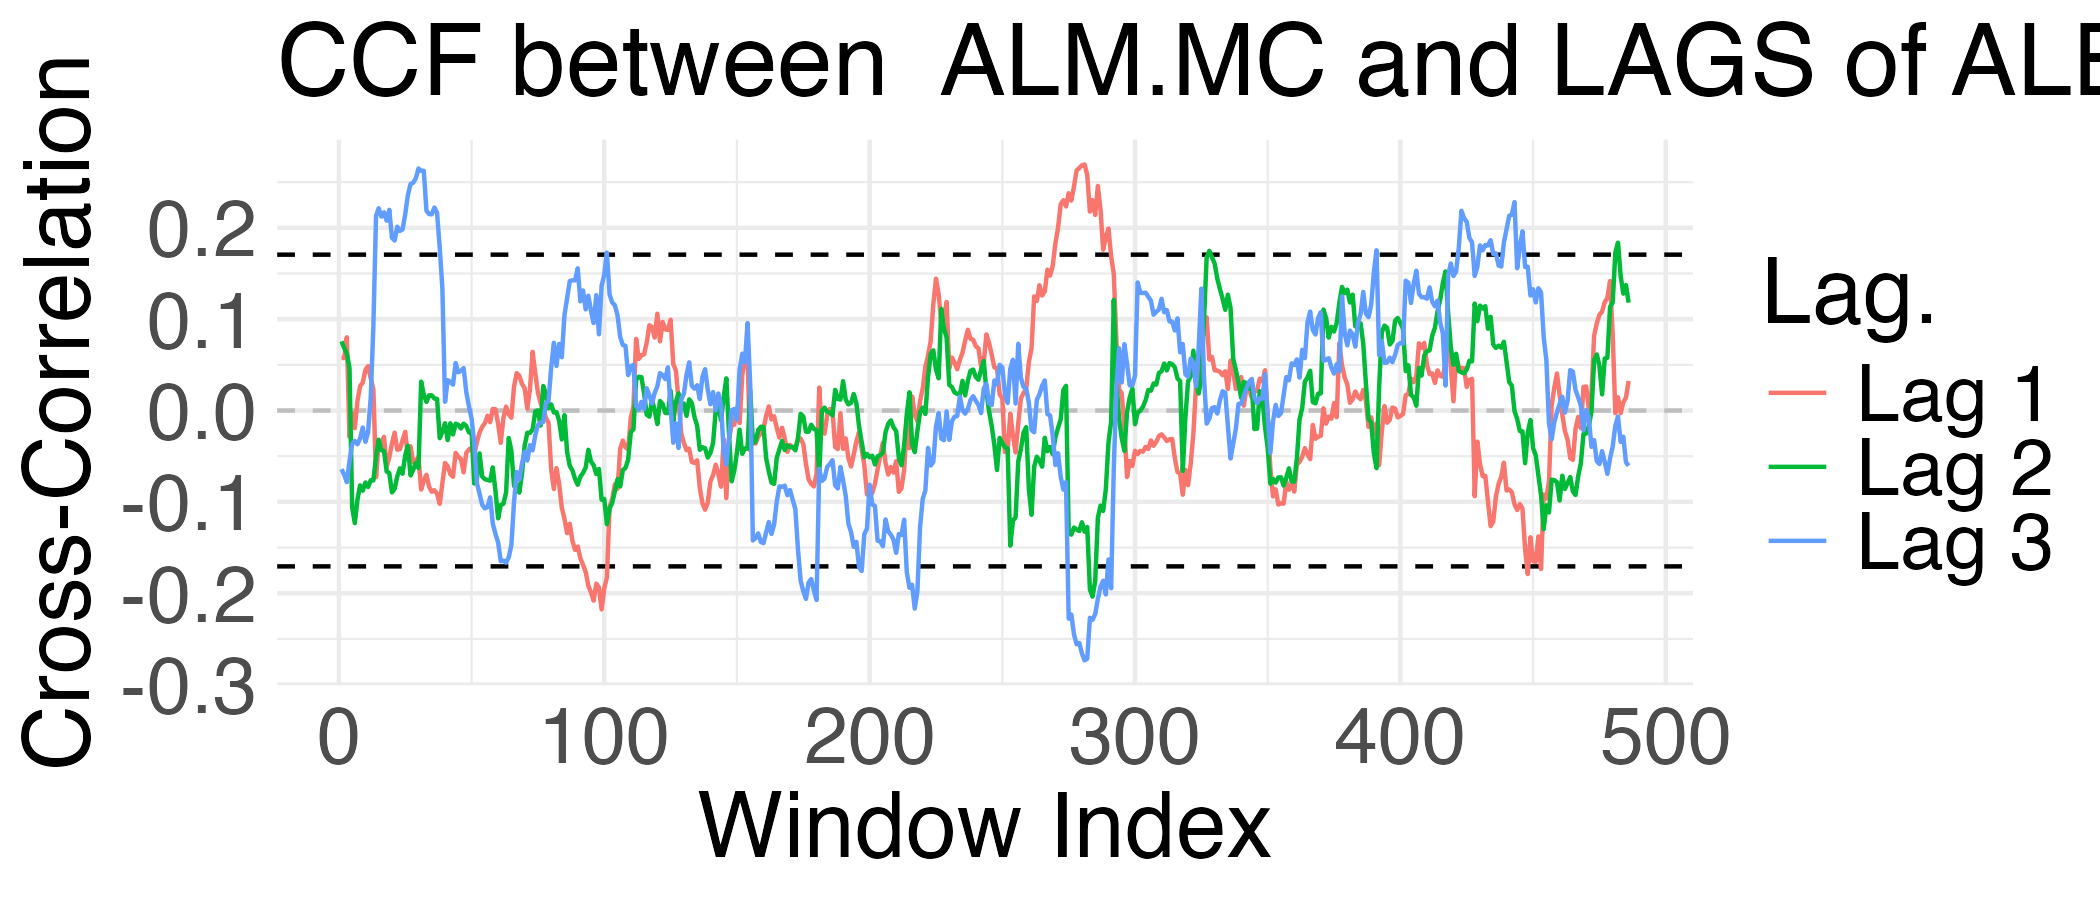 CCF between  ALM.MC and LAGS of ALE
Cross-Correlation
0.2
0.1
0.0
-0.1
-0.2
-0.3
0 100 200 300 400 500
Window Index
Lag.
Lag 1
Lag 2
Lag 3